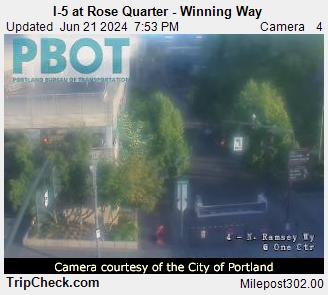 I-5 at Rose Quarter - Winning Way
Updated Jun 21 2024 7:53 PM Camera 4
PBOT
PORTLAND BUREAU OF TRANSPORTATION
4 - N. Ramsey Wy
@ One Ctr
Camera courtesy of the City of Portland
TripCheck.com Milepost302.00